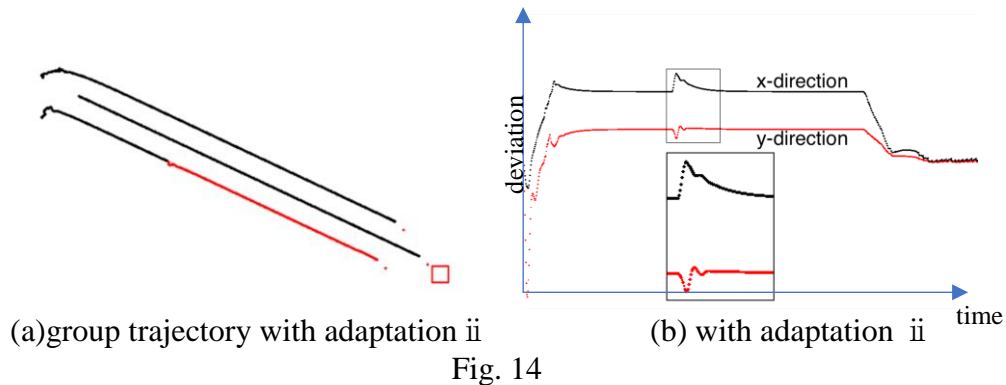 x-direction
y-direction
deviation
time
(a)group trajectory with adaptation ⅱ
(b) with adaptation ⅱ
Fig. 14